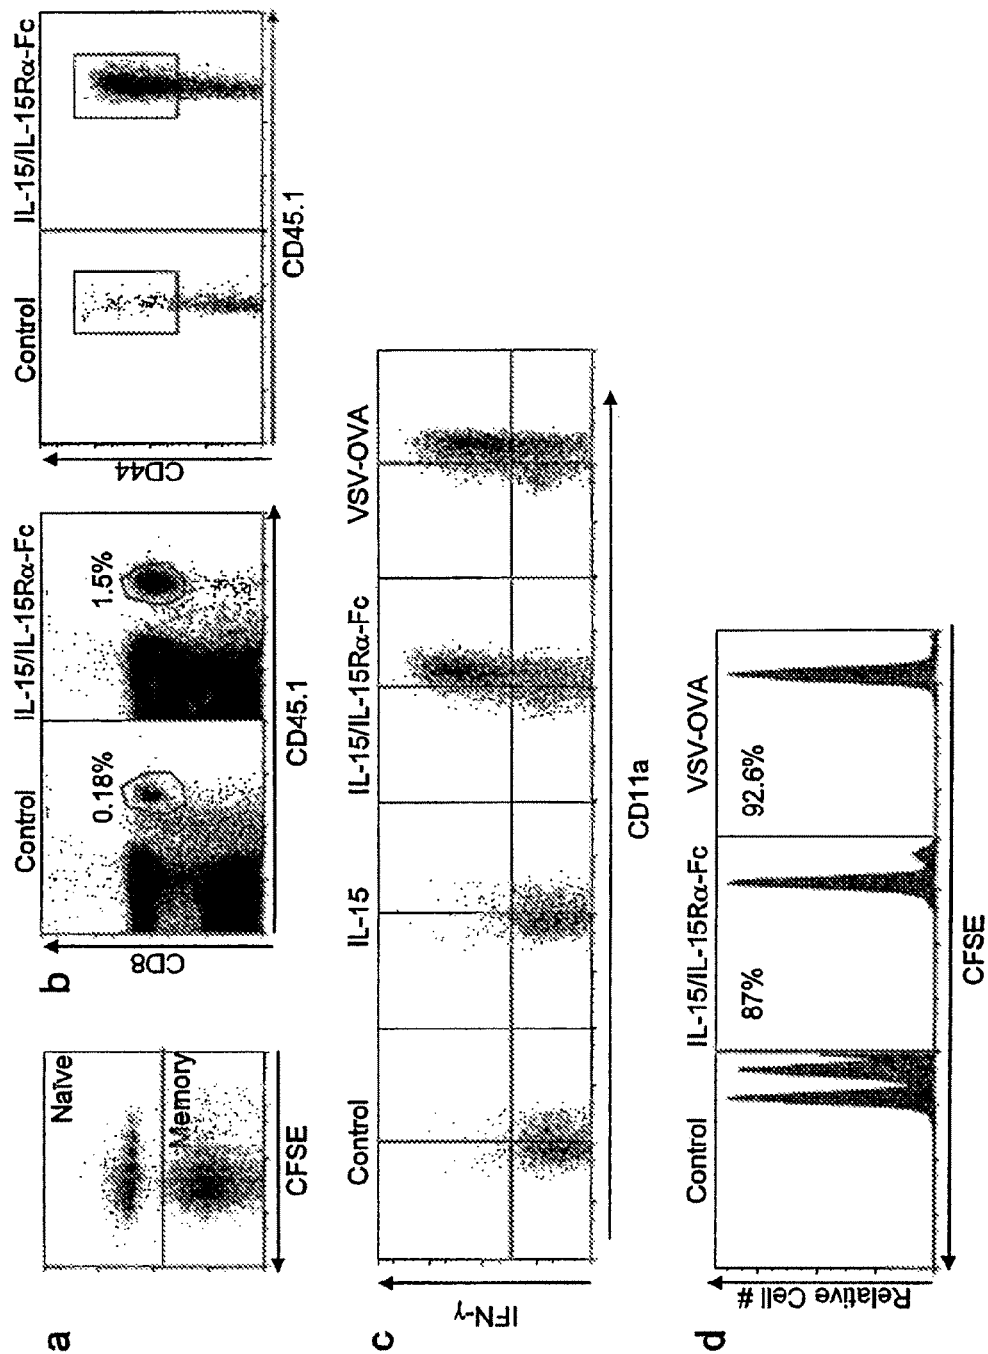 a
Naïve
Memory
CFSE
b
Control
IL-15/IL-15Rα-Fc
0.18%
1.5%
CD8
CD45.1
Control
IL-15/IL-15Rα-Fc
CD44
CD45.1
c
Control
IL-15
IL-15/IL-15Rα-Fc
VSV-OVA
IFN-γ
CD11a
d
Control
IL-15/IL-15Rα-Fc
VSV-OVA
87%
92.6%
Relative Cell #
CFSE